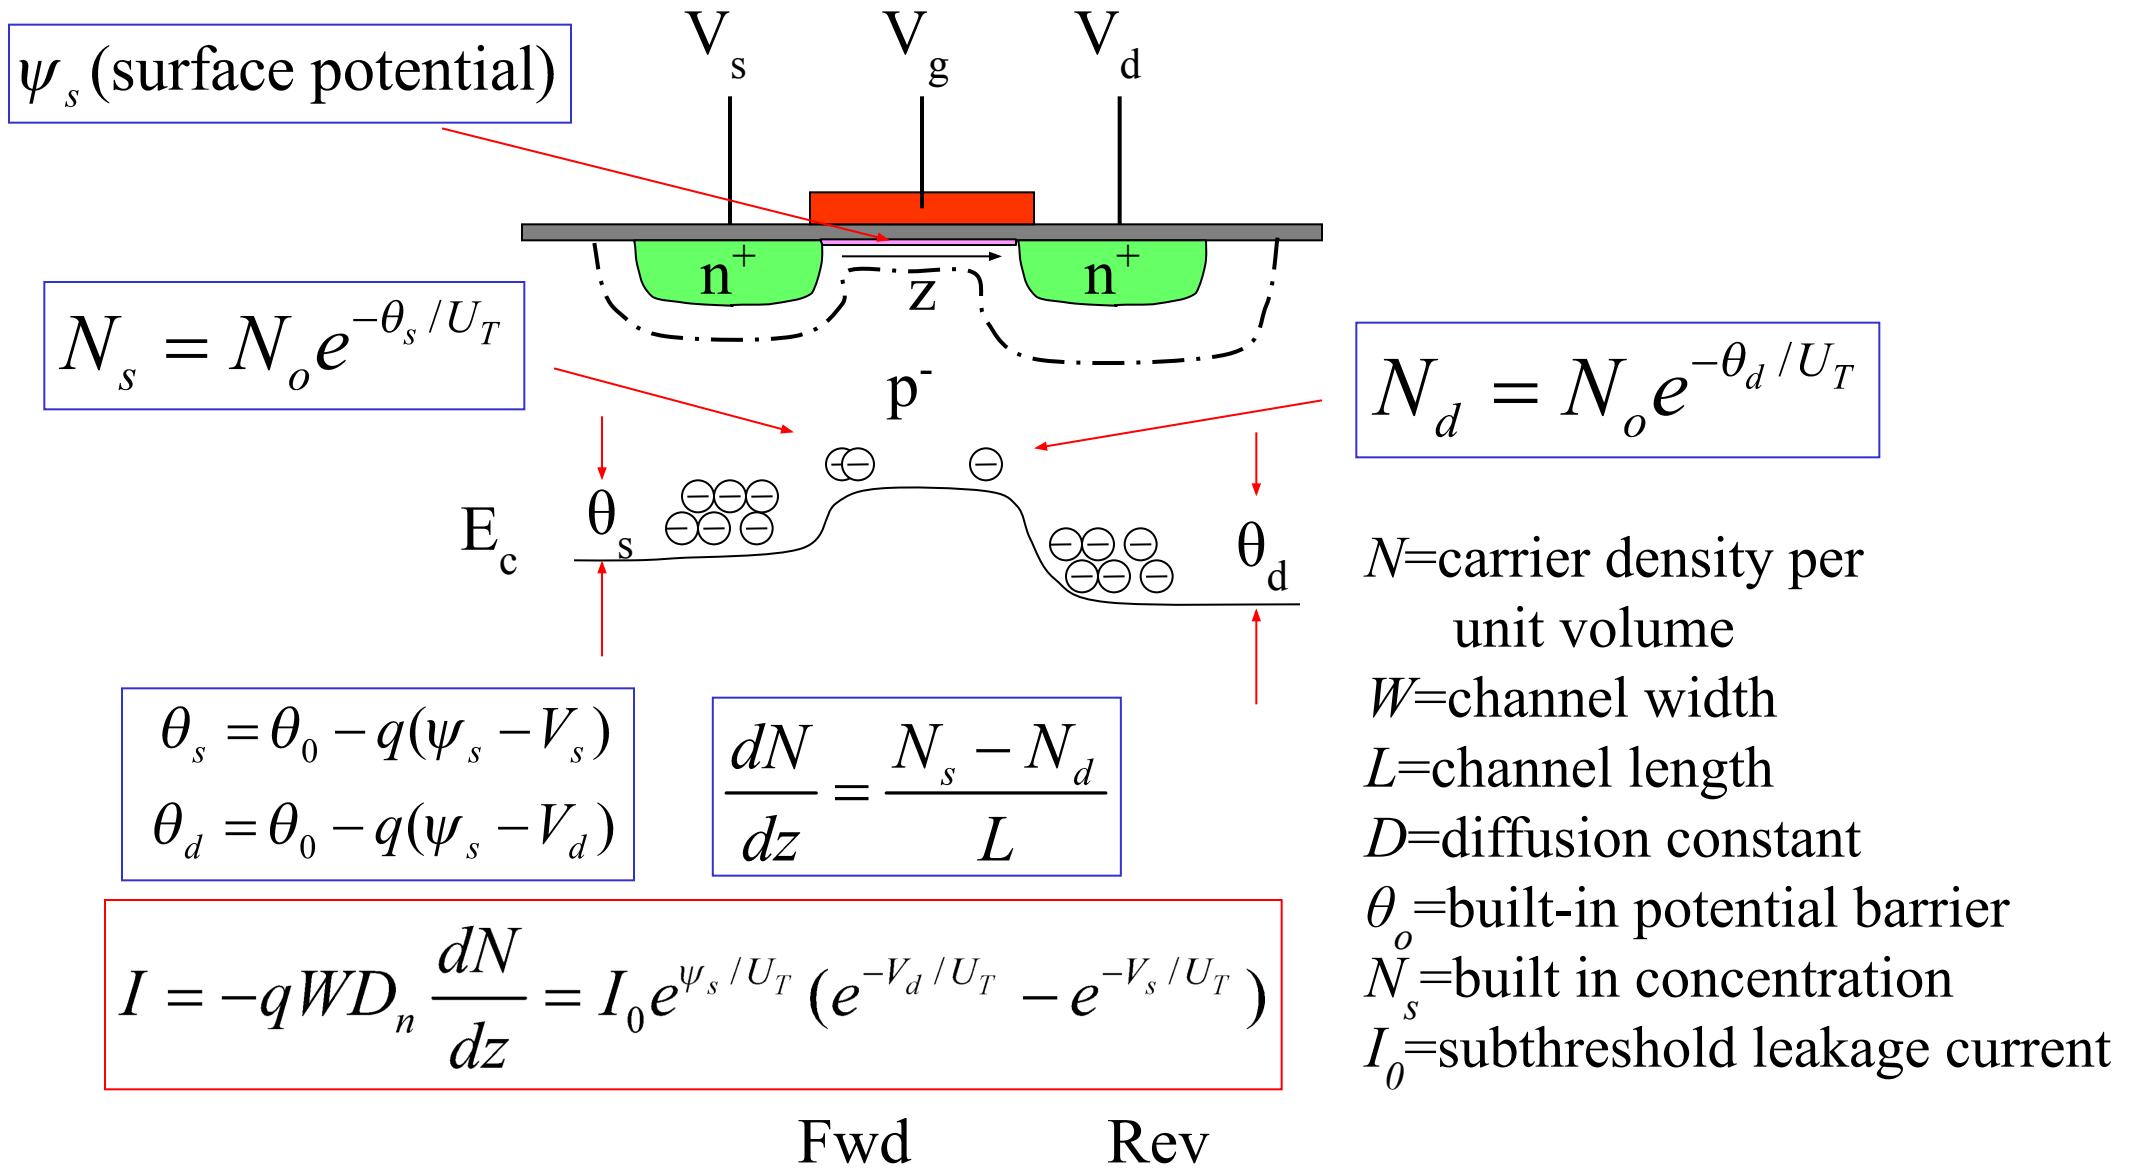 V_s V_g V_d
ψ_s (surface potential)
n^+ z n^+
N_s = N_o e^{-θ_s /U_T}
p^-
N_d = N_o e^{-θ_d /U_T}
E_c θ_s θ_d
N=carrier density per
unit volume
W=channel width
L=channel length
D=diffusion constant
θ_o=built-in potential barrier
N_s=built in concentration
I_0=subthreshold leakage current
θ_s = θ_0 − q(ψ_s − V_s)
θ_d = θ_0 − q(ψ_s − V_d)
dN/dz = (N_s − N_d)/L
I = −qWD_n dN/dz = I_0 e^{ψ_s /U_T} (e^{-V_d /U_T} − e^{-V_s /U_T})
Fwd Rev